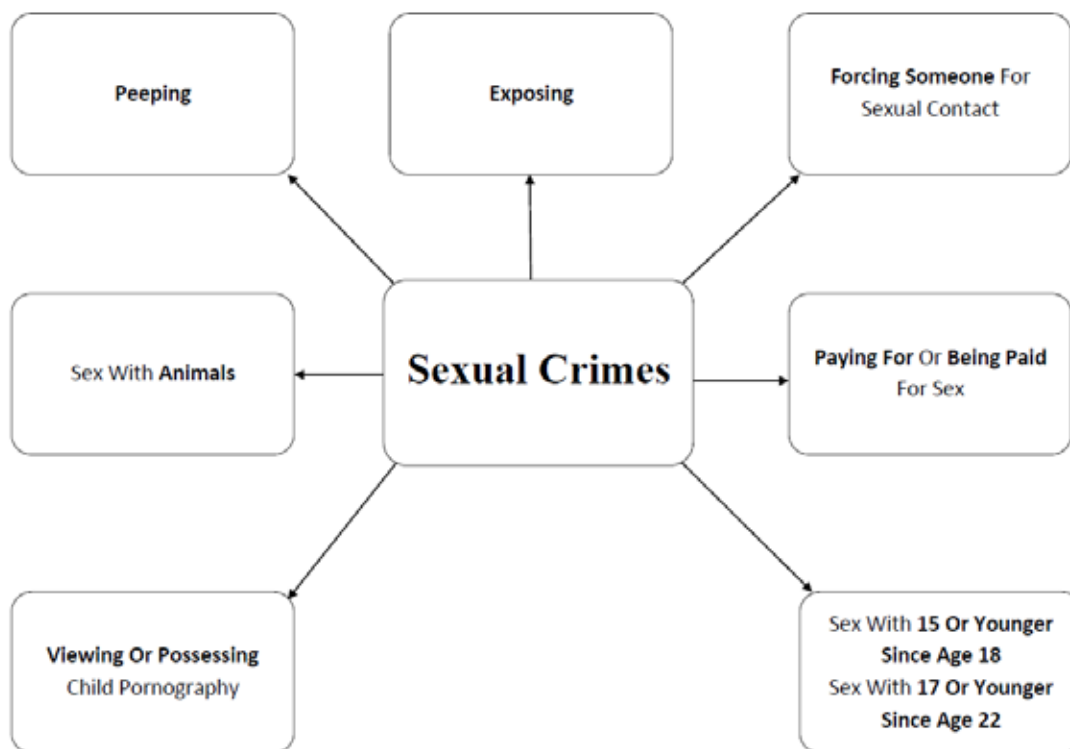 Peeping
Exposing
Forcing Someone For
Sexual Contact
Sex With Animals
Sexual Crimes
Paying For Or Being Paid
For Sex
Viewing Or Possessing
Child Pornography
Sex With 15 Or Younger
Since Age 18
Sex With 17 Or Younger
Since Age 22